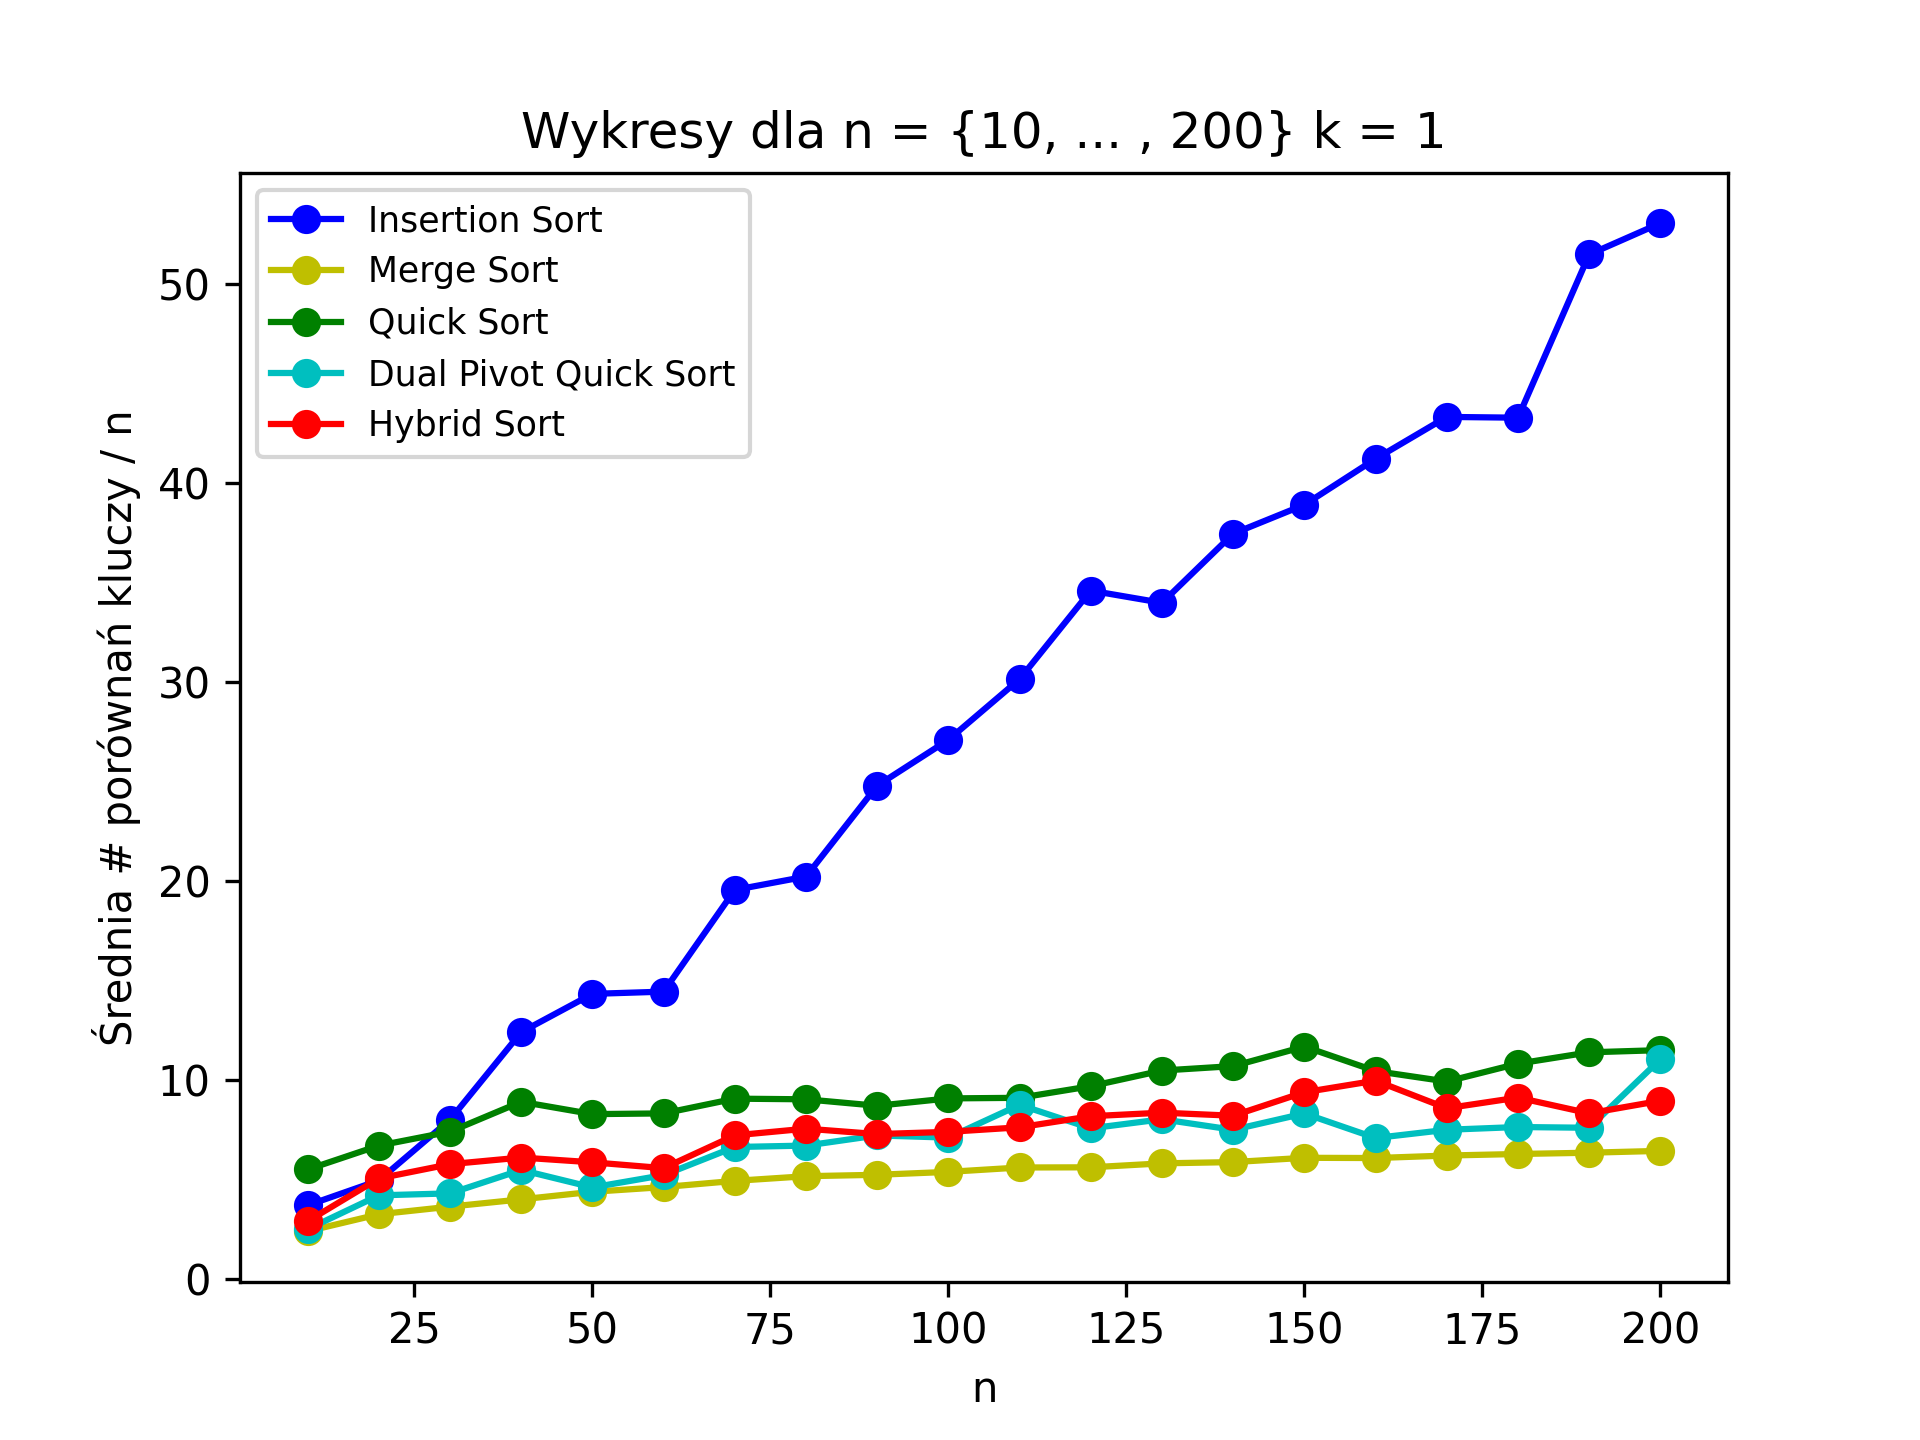 Wykresy dla n = {10, ... , 200} k = 1
Insertion Sort
Merge Sort
Quick Sort
Dual Pivot Quick Sort
Hybrid Sort
Średnia # porównań kluczy / n
50
40
30
20
10
0
25 50 75 100 125 150 175 200
n